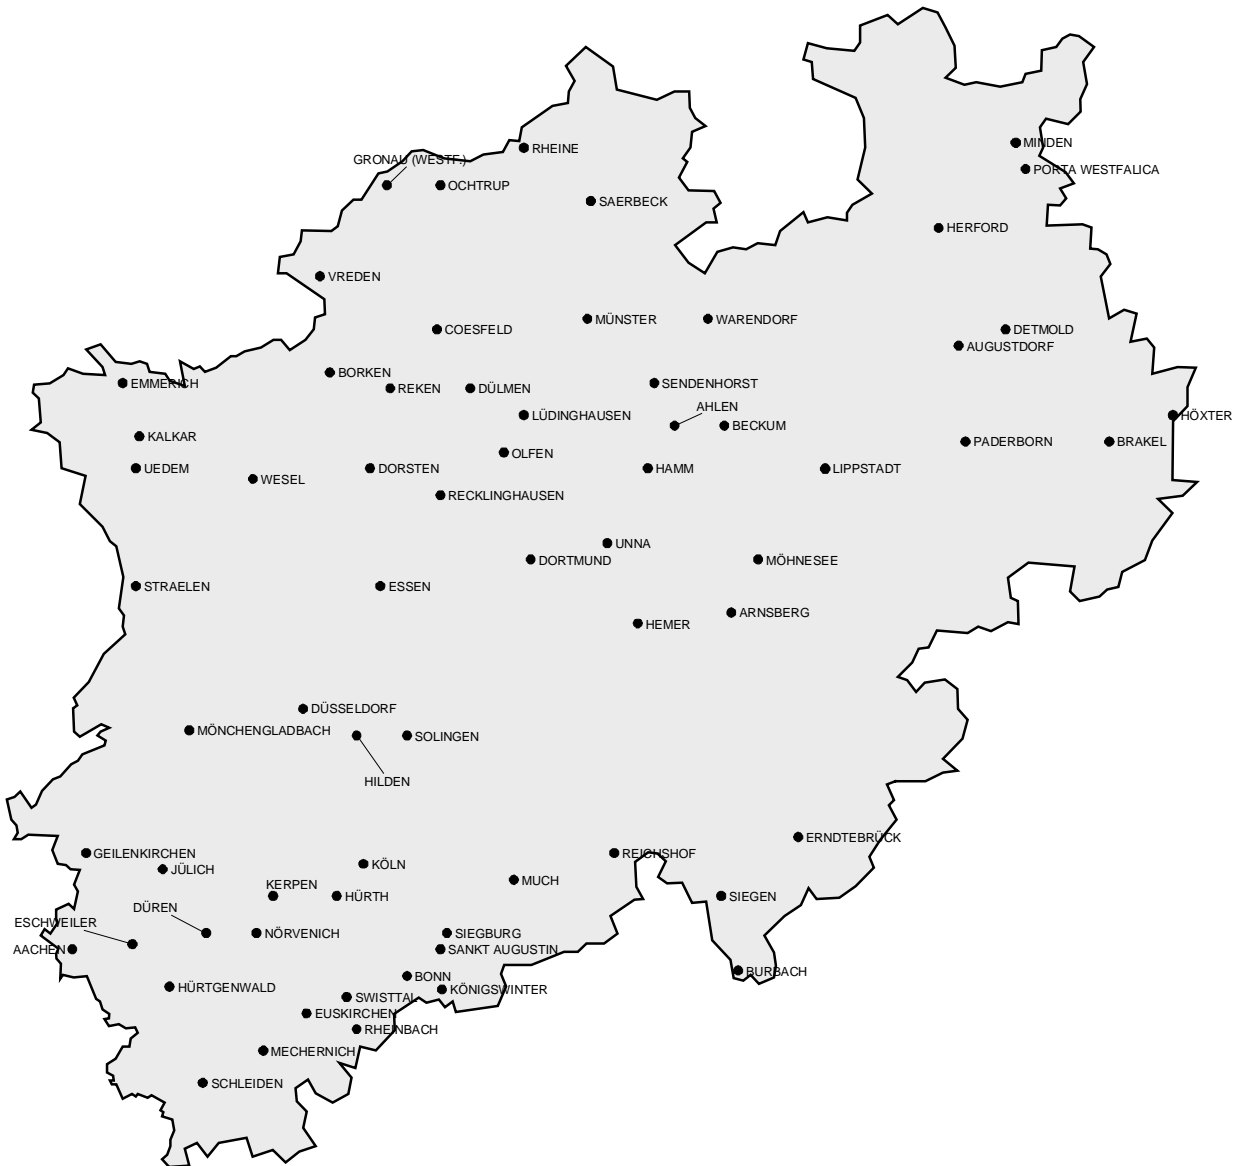 MINDEN
RHEINE
GRONAU (WESTF.)
PORTA WESTFALICA
OCHTRUP
SAERBECK
HERFORD
VREDEN
MÜNSTER
WARENDORF
COESFELD
DETMOLD
AUGUSTDORF
BORKEN
EMMERICH
REKEN
DÜLMEN
SENDENHORST
AHLEN
LÜDINGHAUSEN
HÖXTER
BECKUM
KALKAR
PADERBORN
BRAKEL
OLFEN
UEDEM
DORSTEN
HAMM
LIPPSTADT
WESEL
RECKLINGHAUSEN
UNNA
DORTMUND
MÖHNESEE
STRAELEN
ESSEN
ARNSBERG
HEMER
DÜSSELDORF
MÖNCHENGLADBACH
SOLINGEN
HILDEN
ERNDTEBRÜCK
GEILENKIRCHEN
REICHSHOF
KÖLN
JÜLICH
MUCH
KERPEN
HÜRTH
SIEGEN
DÜREN
ESCHWEILER
NÖRVENICH
SIEGBURG
AACHEN
SANKT AUGUSTIN
BURBACH
BONN
HÜRTGENWALD
KÖNIGSWINTER
SWISTTAL
EUSKIRCHEN
RHEINBACH
MECHERNICH
SCHLEIDEN